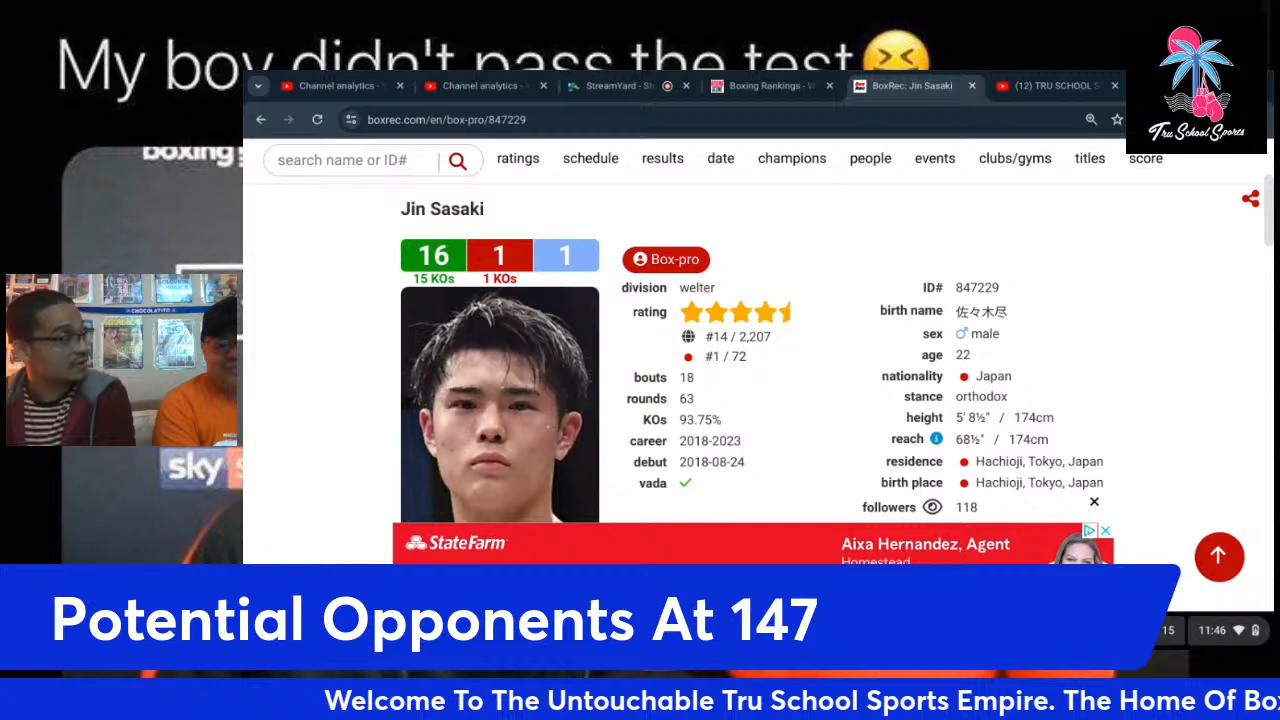 My boy didn't pass the test
boxing
Tru School Sports
Channel analytics -
Channel analytics -
StreamYard - St
Boxing Rankings - W
BoxRec: Jin Sasaki
(12) TRU SCHOOL S
boxrec.com/en/box-pro/847229
search name or ID#
ratings
schedule
results
date
champions
people
events
clubs/gyms
titles
score
Jin Sasaki
16 1 1
15 KOs 1 KOs
Box-pro
division welter
rating
#14 / 2,207
#1 / 72
bouts 18
rounds 63
KOs 93.75%
career 2018-2023
debut 2018-08-24
vada
ID# 847229
birth name 佐々木尽
sex male
age 22
nationality Japan
stance orthodox
height 5' 8½" / 174cm
reach 68½" / 174cm
residence Hachioji, Tokyo, Japan
birth place Hachioji, Tokyo, Japan
followers 118
CHOCOLATITO
sky s
StateFarm
Aixa Hernandez, Agent
Homestead
Potential Opponents At 147
15 11:46
Welcome To The Untouchable Tru School Sports Empire. The Home Of Bo